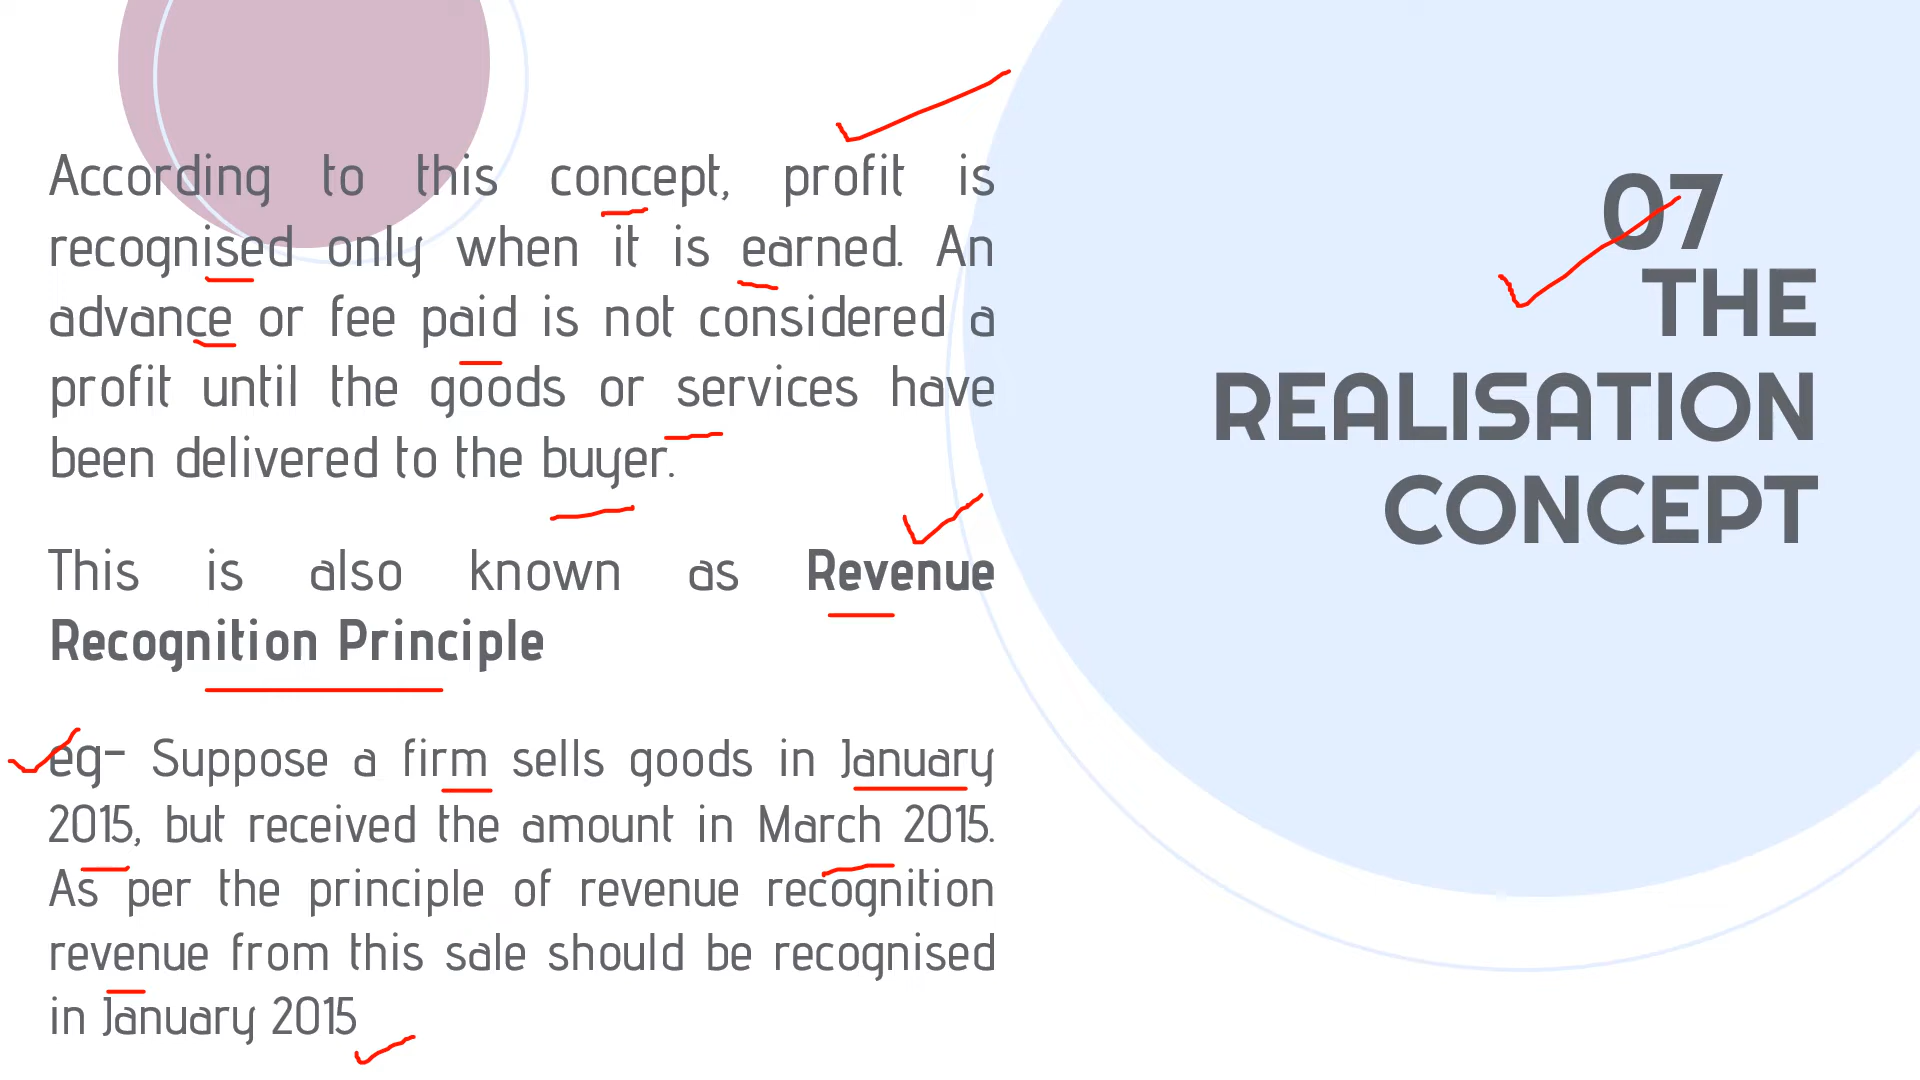 According to this concept, profit is
recognised only when it is earned. An
advance or fee paid is not considered a
profit until the goods or services have
been delivered to the buyer.
This is also known as Revenue
Recognition Principle
eg- Suppose a firm sells goods in January
2015, but received the amount in March 2015.
As per the principle of revenue recognition
revenue from this sale should be recognised
in January 2015
07
THE
REALISATION
CONCEPT